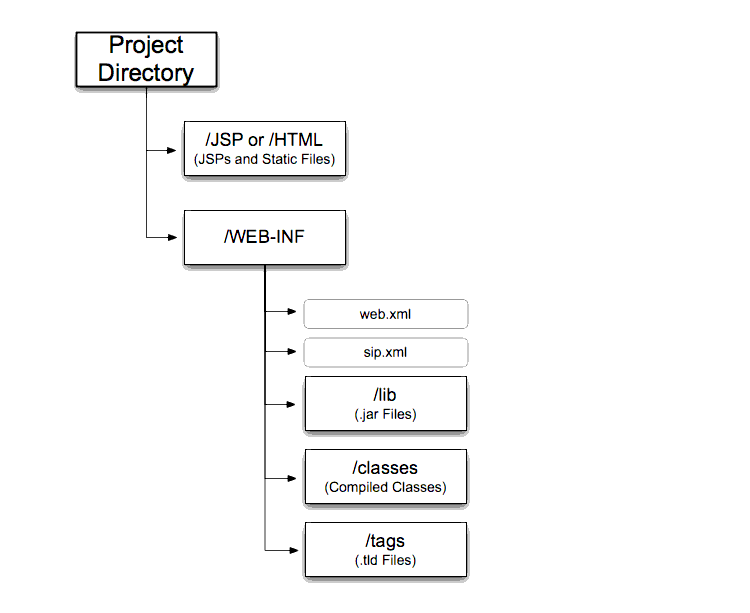 Project
Directory
/JSP or /HTML
(JSPs and Static Files)
/WEB-INF
web.xml
sip.xml
/lib
(.jar Files)
/classes
(Compiled Classes)
/tags
(.tld Files)